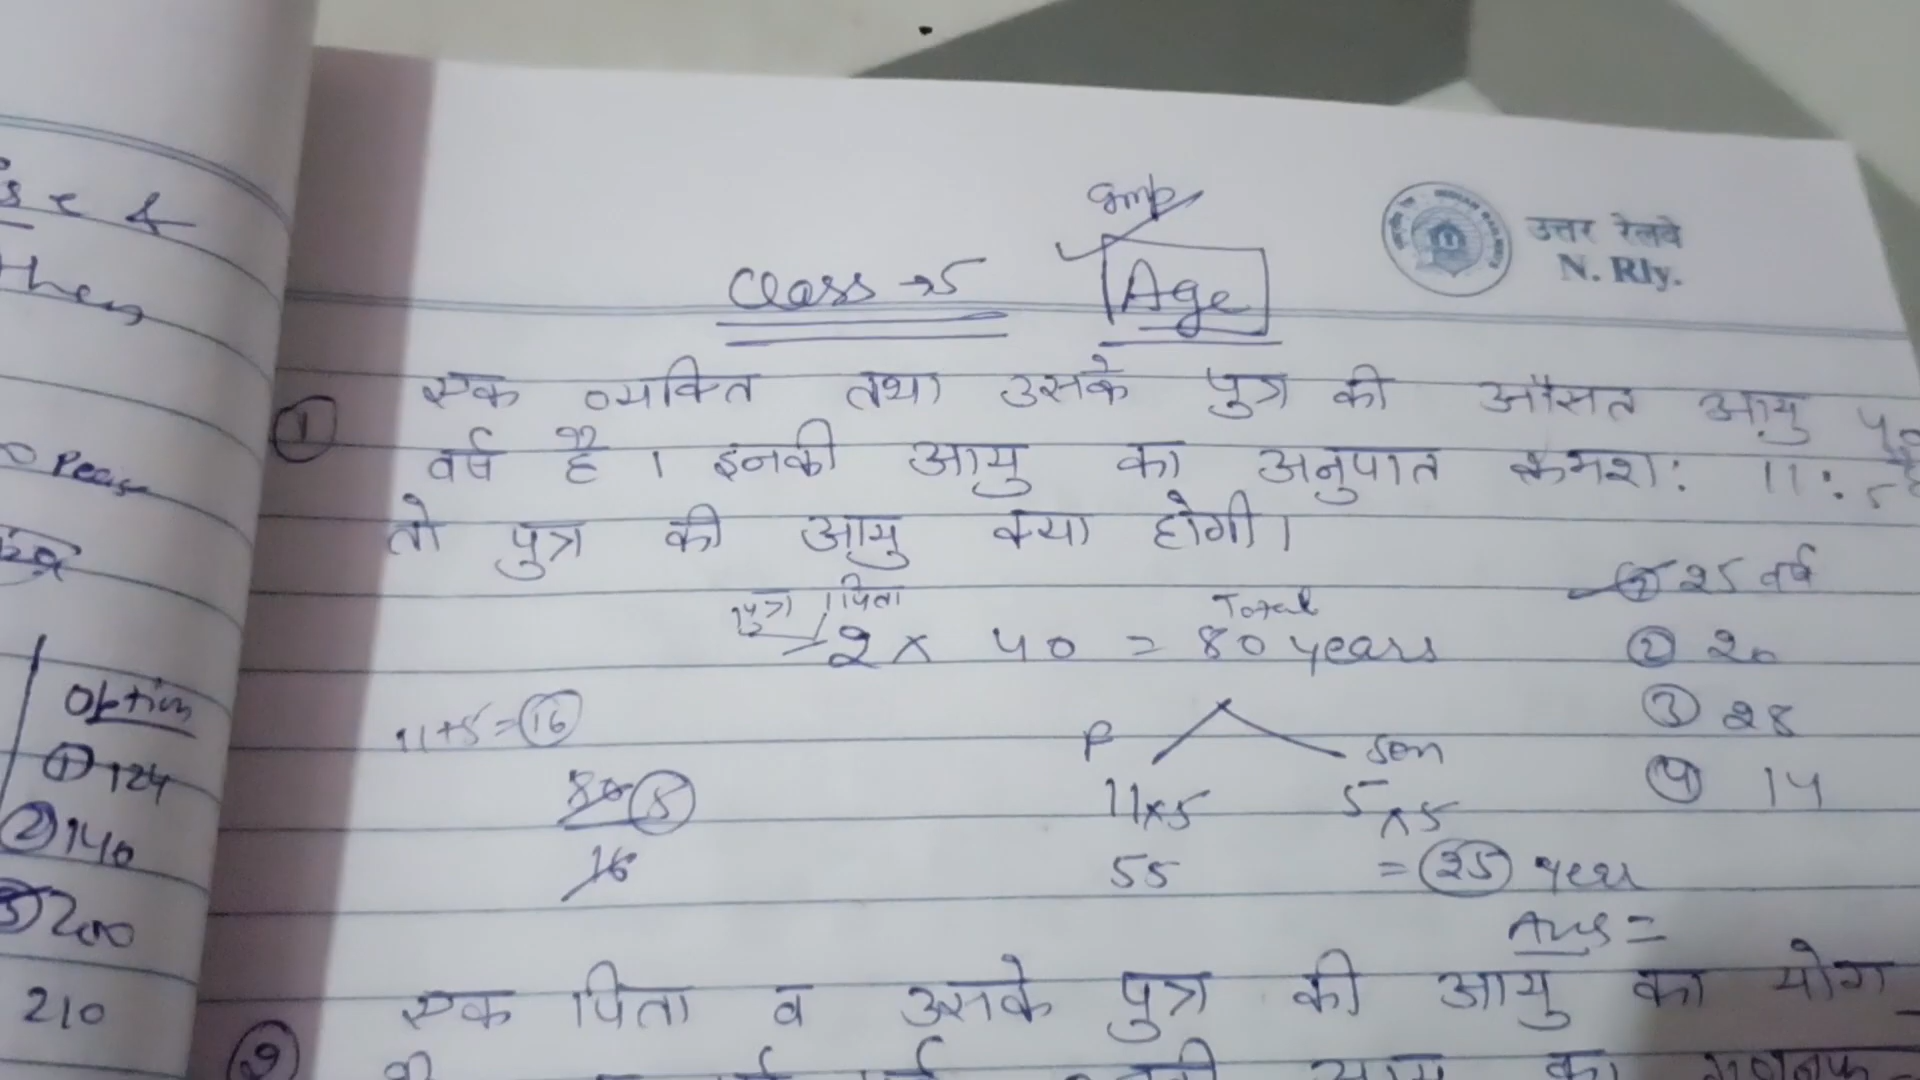 Class → 5
Imp
Age
उत्तर रेलवे
N. Rly.
① एक व्यक्ति तथा उसके पुत्र की औसत आयु 40
वर्ष है । इनकी आयु का अनुपात क्रमशः 11:5 है
तो पुत्र की आयु क्या होगी।
पुत्र पिता Total
2 × 40 = 80 years
① 25 वर्ष
② 20
③ 28
④ 14
11+5 = 16
80 5
16
P Son
11×5 5×5
55 = 25 year
Ans =
② एक पिता व उसके पुत्र की आयु का योग
Option
① 124
② 140
③ 200
210